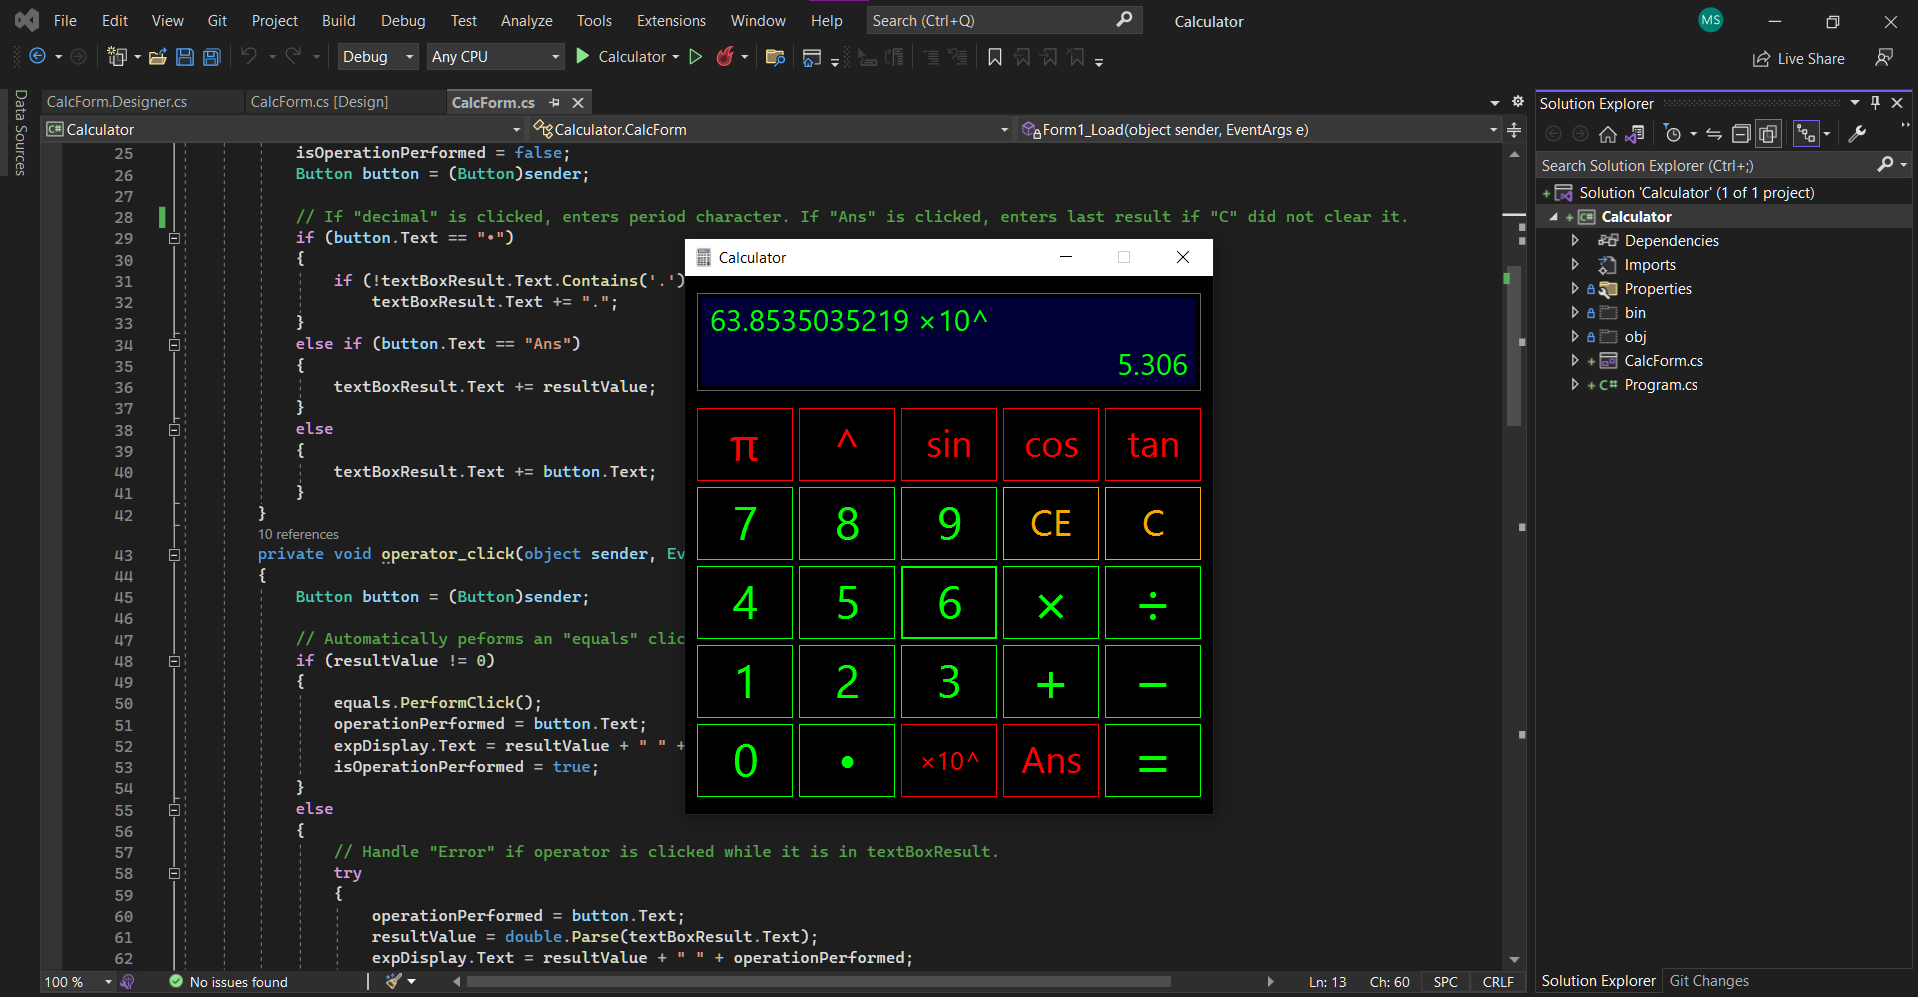 File Edit View Git Project Build Debug Test Analyze Tools Extensions Window Help Search (Ctrl+Q) Calculator MS
Debug Any CPU Calculator Live Share
Data Sources
CalcForm.Designer.cs CalcForm.cs [Design] CalcForm.cs
C# Calculator Calculator.CalcForm Form1_Load(object sender, EventArgs e)
25 isOperationPerformed = false;
26 Button button = (Button)sender;
27
28 // If "decimal" is clicked, enters period character. If "Ans" is clicked, enters last result if "C" did not clear it.
29 if (button.Text == "•")
30 {
31 if (!textBoxResult.Text.Contains('.')
32 textBoxResult.Text += ".";
33 }
34 else if (button.Text == "Ans")
35 {
36 textBoxResult.Text += resultValue;
37 }
38 else
39 {
40 textBoxResult.Text += button.Text;
41 }
42 }
10 references
43 private void operator_click(object sender, Ev
44 {
45 Button button = (Button)sender;
46
47 // Automatically peforms an "equals" clic
48 if (resultValue != 0)
49 {
50 equals.PerformClick();
51 operationPerformed = button.Text;
52 expDisplay.Text = resultValue + " " +
53 isOperationPerformed = true;
54 }
55 else
56 {
57 // Handle "Error" if operator is clicked while it is in textBoxResult.
58 try
59 {
60 operationPerformed = button.Text;
61 resultValue = double.Parse(textBoxResult.Text);
62 expDisplay.Text = resultValue + " " + operationPerformed;
100 % No issues found Ln: 13 Ch: 60 SPC CRLF
Calculator
63.8535035219 ×10^
5.306
π ^ sin cos tan
7 8 9 CE C
4 5 6 × ÷
1 2 3 + −
0 • ×10^ Ans =
Solution Explorer
Search Solution Explorer (Ctrl+;)
Solution 'Calculator' (1 of 1 project)
C# Calculator
Dependencies
Imports
Properties
bin
obj
CalcForm.cs
C# Program.cs
Solution Explorer Git Changes